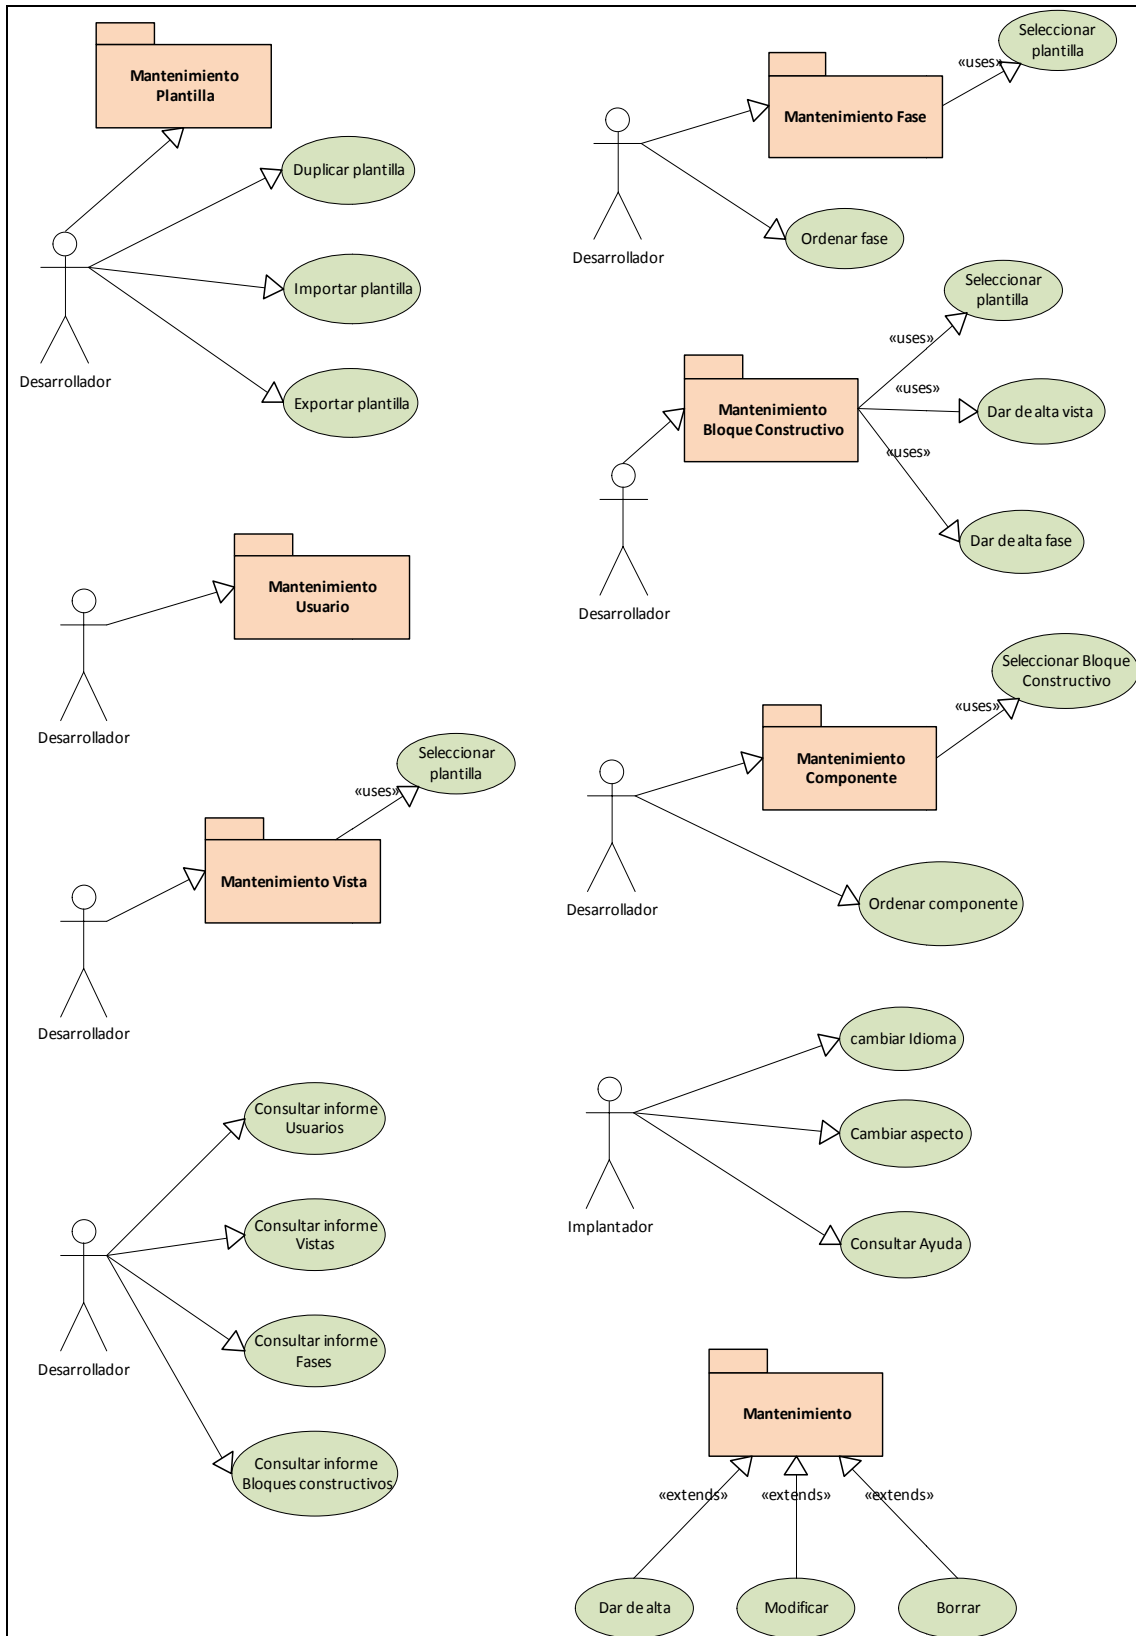 Mantenimiento
Plantilla
Duplicar plantilla
Importar plantilla
Exportar plantilla
Desarrollador
Seleccionar
plantilla
«uses»
Mantenimiento Fase
Ordenar fase
Desarrollador
Seleccionar
plantilla
«uses»
«uses»
«uses»
Mantenimiento
Bloque Constructivo
Dar de alta vista
Dar de alta fase
Desarrollador
Mantenimiento
Usuario
Desarrollador
Seleccionar
plantilla
«uses»
Mantenimiento Vista
Desarrollador
Seleccionar Bloque
Constructivo
«uses»
Mantenimiento
Componente
Ordenar componente
Desarrollador
cambiar Idioma
Cambiar aspecto
Consultar Ayuda
Implantador
Consultar informe
Usuarios
Consultar informe
Vistas
Consultar informe
Fases
Consultar informe
Bloques constructivos
Desarrollador
Mantenimiento
«extends»
«extends»
«extends»
Dar de alta
Modificar
Borrar